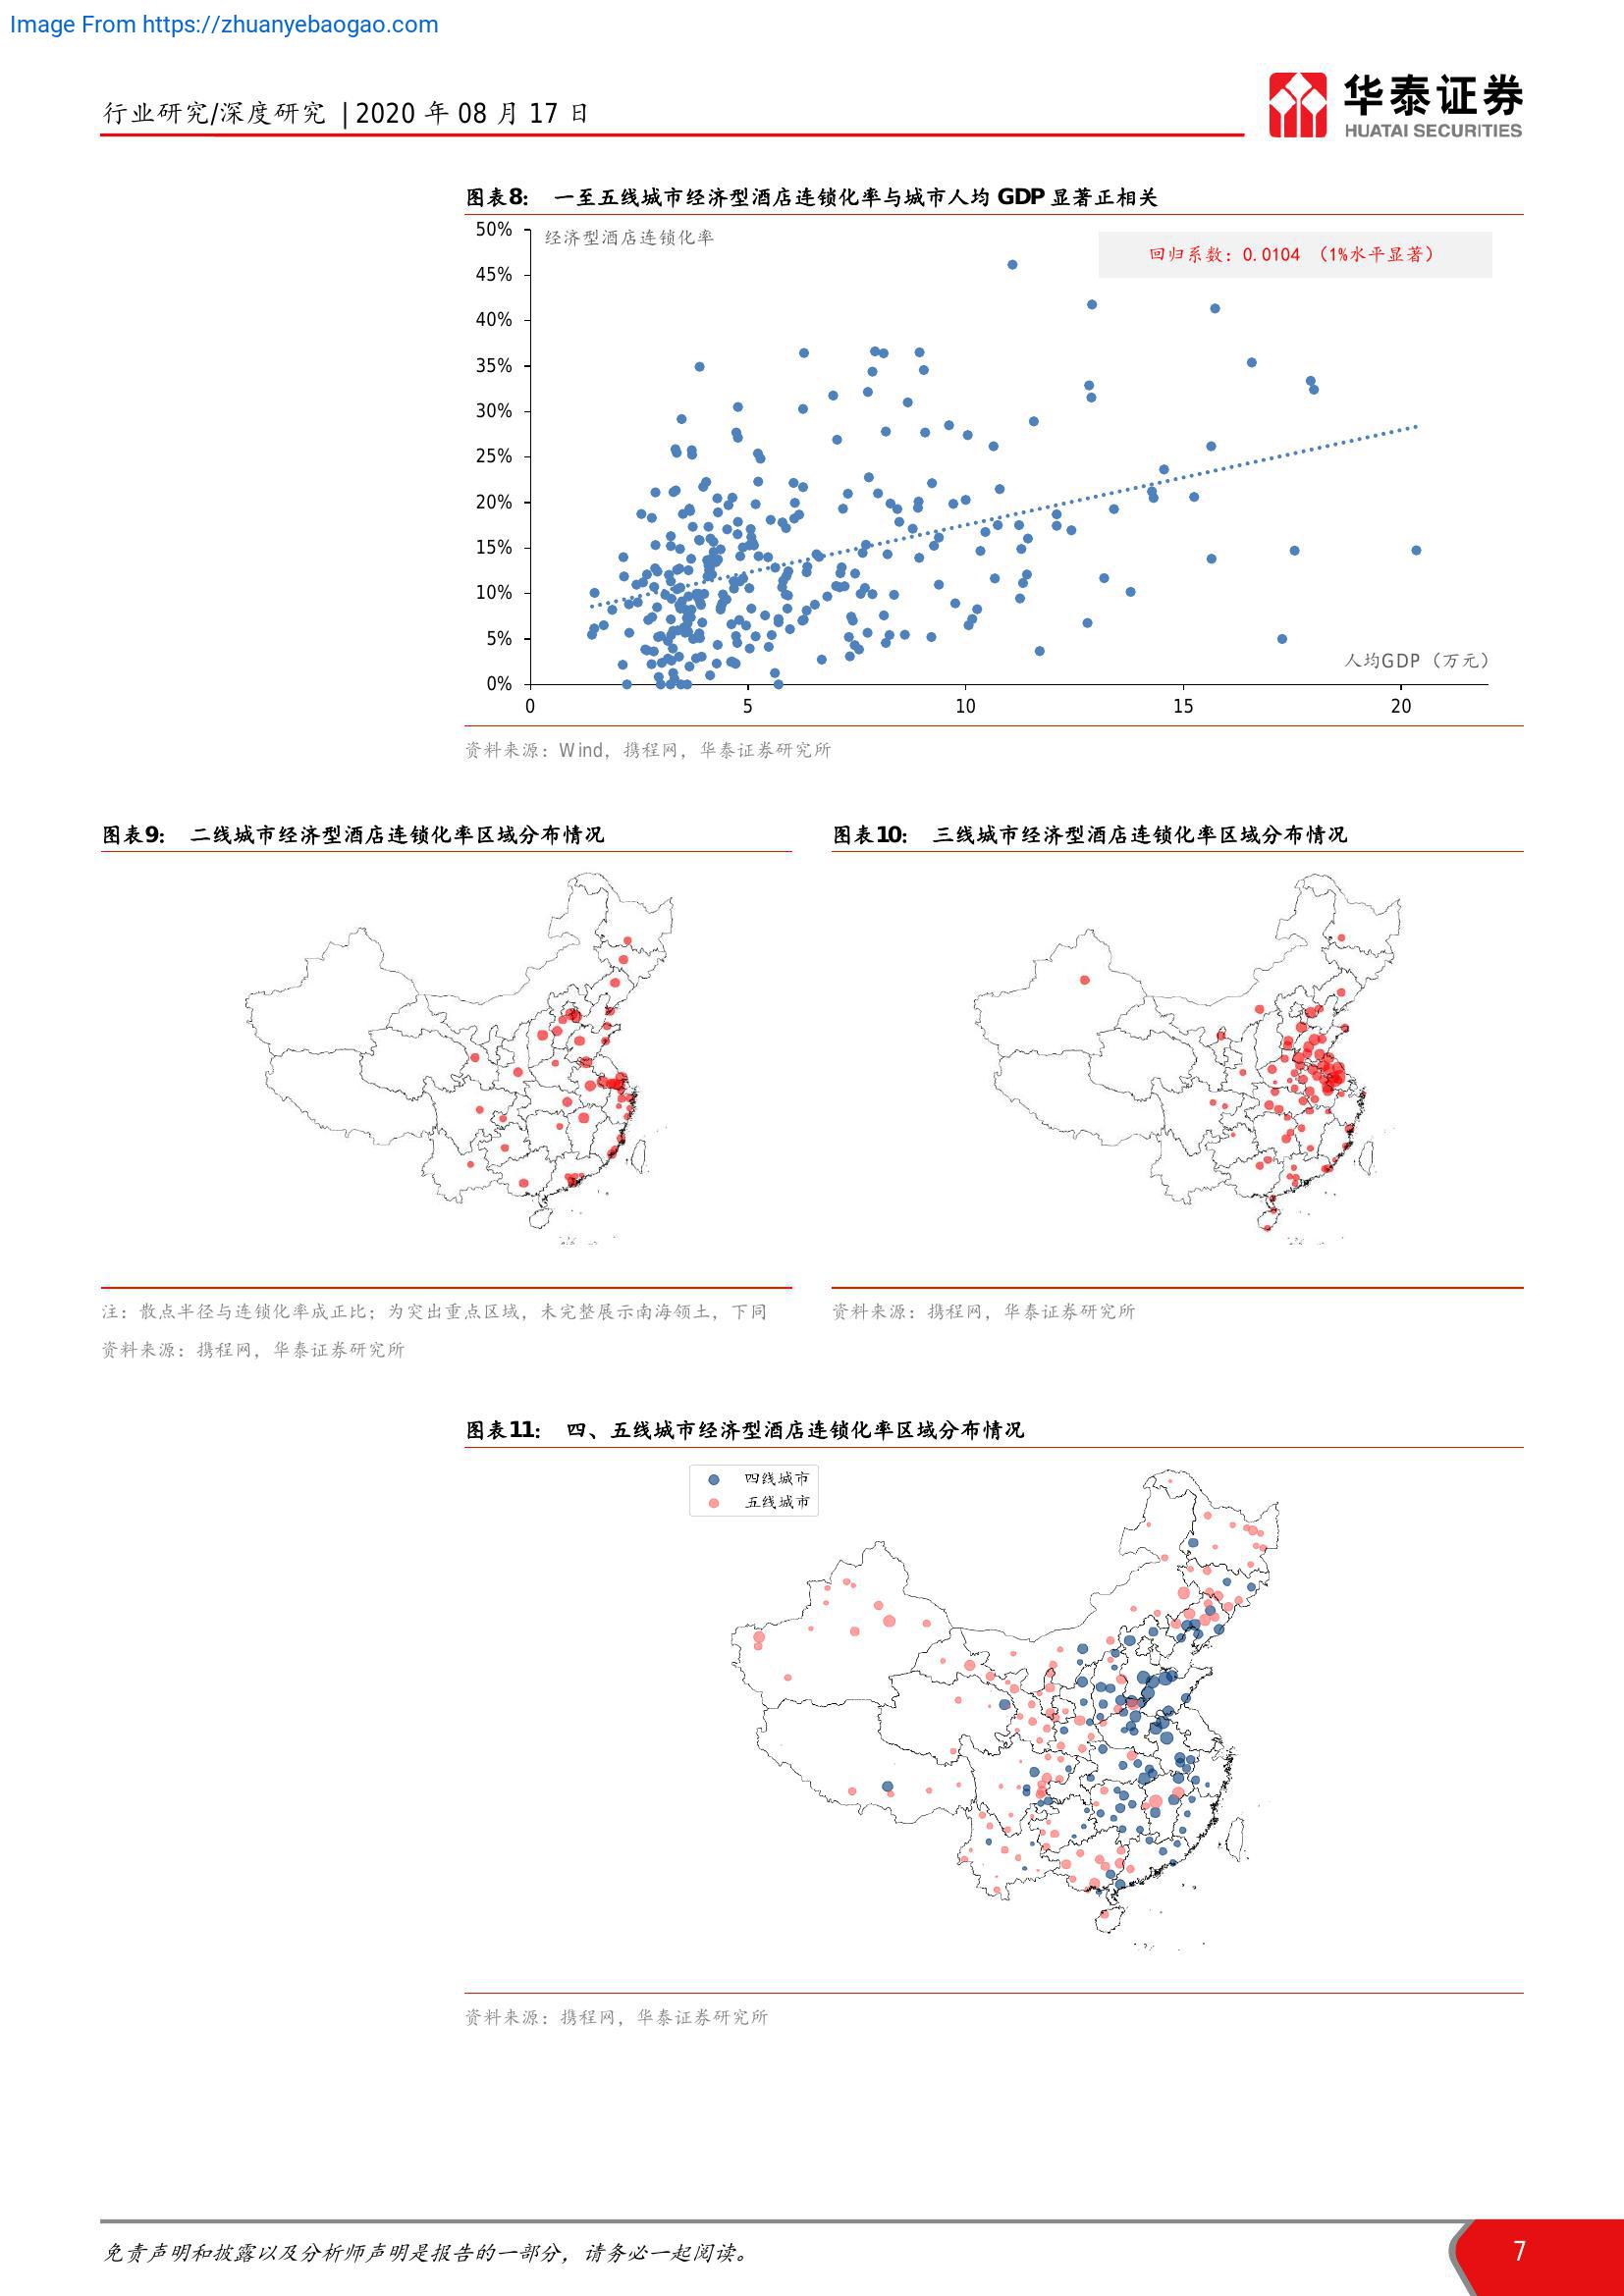 Image From https://zhuanyebaogao.com
行业研究/深度研究 | 2020 年 08 月 17 日
华泰证券
HUATAI SECURITIES
图表8： 一至五线城市经济型酒店连锁化率与城市人均 GDP 显著正相关
50%
经济型酒店连锁化率
回归系数：0.0104 （1%水平显著）
45%
40%
35%
30%
25%
20%
15%
10%
5%
人均GDP（万元）
0%
0 5 10 15 20
资料来源：Wind，携程网，华泰证券研究所
图表9： 二线城市经济型酒店连锁化率区域分布情况
注：散点半径与连锁化率成正比；为突出重点区域，未完整展示南海领土，下同
资料来源：携程网，华泰证券研究所
图表10： 三线城市经济型酒店连锁化率区域分布情况
资料来源：携程网，华泰证券研究所
图表11： 四、五线城市经济型酒店连锁化率区域分布情况
四线城市
五线城市
资料来源：携程网，华泰证券研究所
免责声明和披露以及分析师声明是报告的一部分，请务必一起阅读。
7